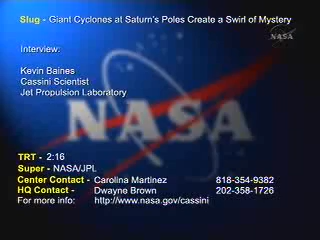 Slug - Giant Cyclones at Saturn's Poles Create a Swirl of Mystery
NASA
Interview:
Kevin Baines
Cassini Scientist
Jet Propulsion Laboratory
NASA
TRT - 2:16
Super - NASA/JPL
Center Contact - Carolina Martinez 818-354-9382
HQ Contact - Dwayne Brown 202-358-1726
For more info: http://www.nasa.gov/cassini